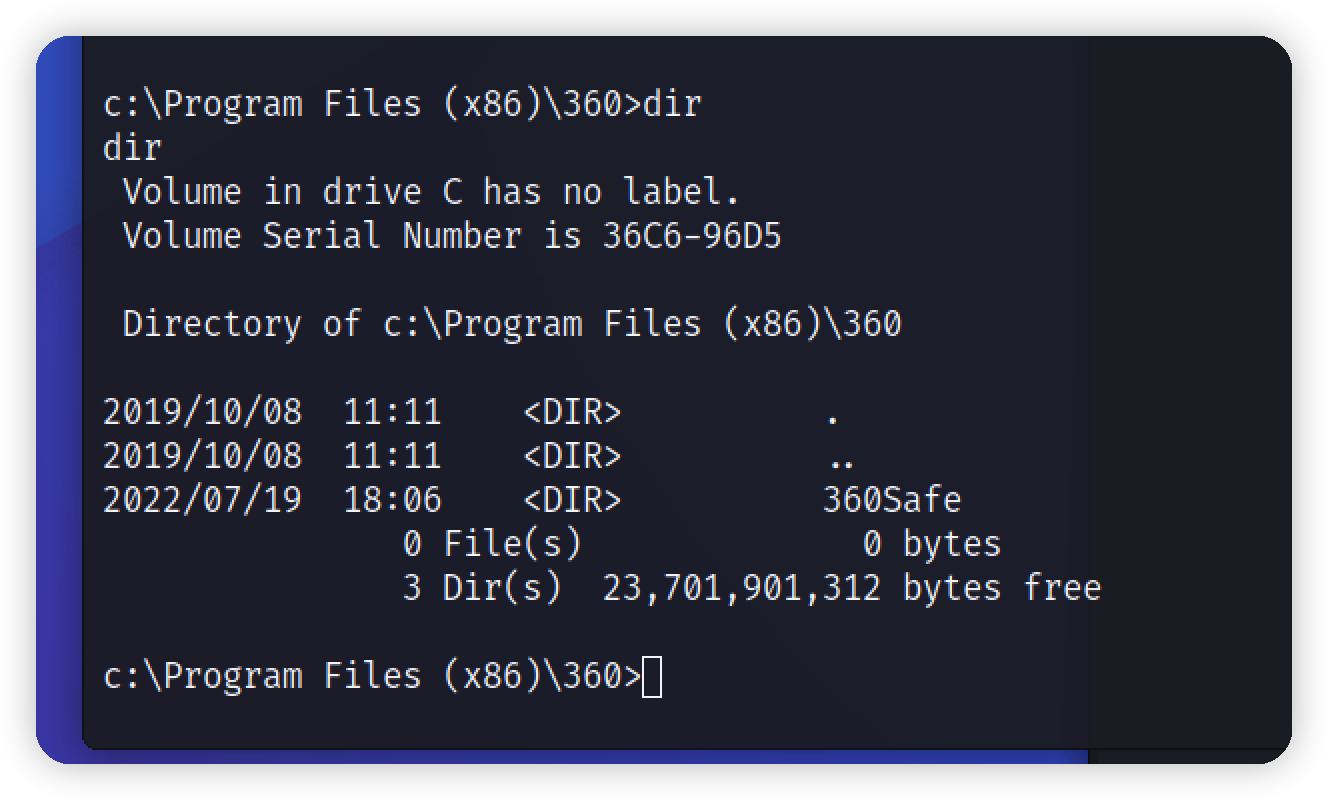 c:\Program Files (x86)\360>dir
dir
 Volume in drive C has no label.
 Volume Serial Number is 36C6-96D5

 Directory of c:\Program Files (x86)\360

2019/10/08  11:11    <DIR>          .
2019/10/08  11:11    <DIR>          ..
2022/07/19  18:06    <DIR>          360Safe
               0 File(s)              0 bytes
               3 Dir(s)  23,701,901,312 bytes free

c:\Program Files (x86)\360>